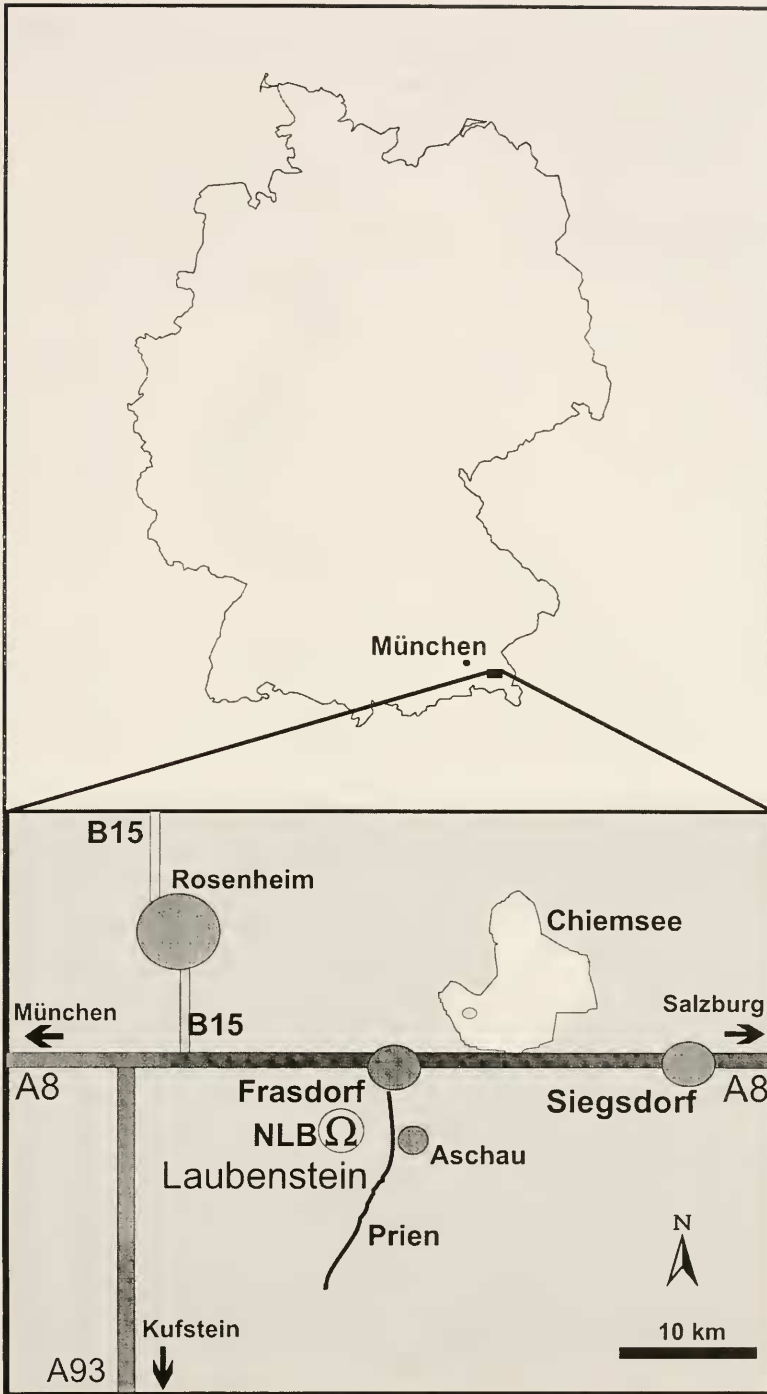 München
B15
Rosenheim
Chiemsee
München
Salzburg
B15
A8
Frasdorf
Siegsdorf
A8
NLB Ω
Aschau
Laubenstein
Prien
N
Kufstein
10 km
A93